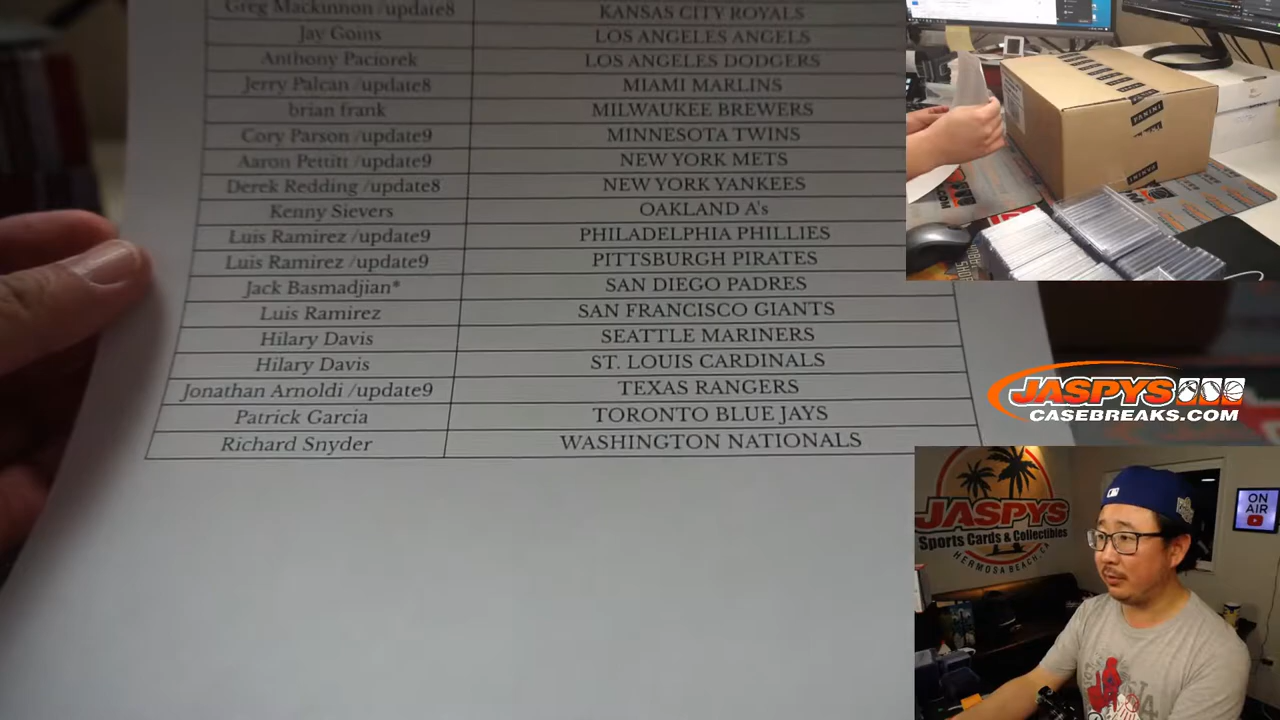 Greg Mackinnon /update8 KANSAS CITY ROYALS
Jay Goins LOS ANGELES ANGELS
Anthony Paciorek LOS ANGELES DODGERS
Jerry Palcan /update8 MIAMI MARLINS
brian frank MILWAUKEE BREWERS
Cory Parson /update9 MINNESOTA TWINS
Aaron Pettitt /update9 NEW YORK METS
Derek Redding /update8 NEW YORK YANKEES
Kenny Sievers OAKLAND A's
Luis Ramirez /update9 PHILADELPHIA PHILLIES
Luis Ramirez /update9 PITTSBURGH PIRATES
Jack Basmadjian* SAN DIEGO PADRES
Luis Ramirez SAN FRANCISCO GIANTS
Hilary Davis SEATTLE MARINERS
Hilary Davis ST. LOUIS CARDINALS
Jonathan Arnoldi /update9 TEXAS RANGERS
Patrick Garcia TORONTO BLUE JAYS
Richard Snyder WASHINGTON NATIONALS
PANINI
PANINI
PANINI
.COM
JASPYS
CASEBREAKS.COM
JASPYS
Sports Cards & Collectibles
HERMOSA BEACH, CA
ON
AIR